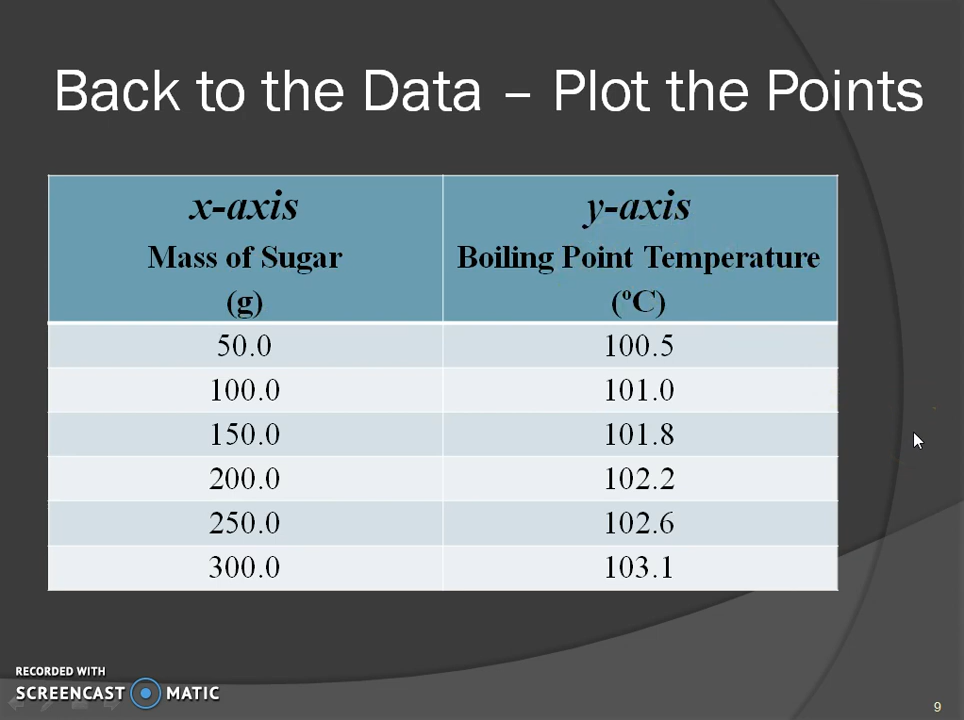 Back to the Data – Plot the Points
x-axis
Mass of Sugar
(g)
y-axis
Boiling Point Temperature
(ºC)
50.0 100.5
100.0 101.0
150.0 101.8
200.0 102.2
250.0 102.6
300.0 103.1
RECORDED WITH
SCREENCAST MATIC
9